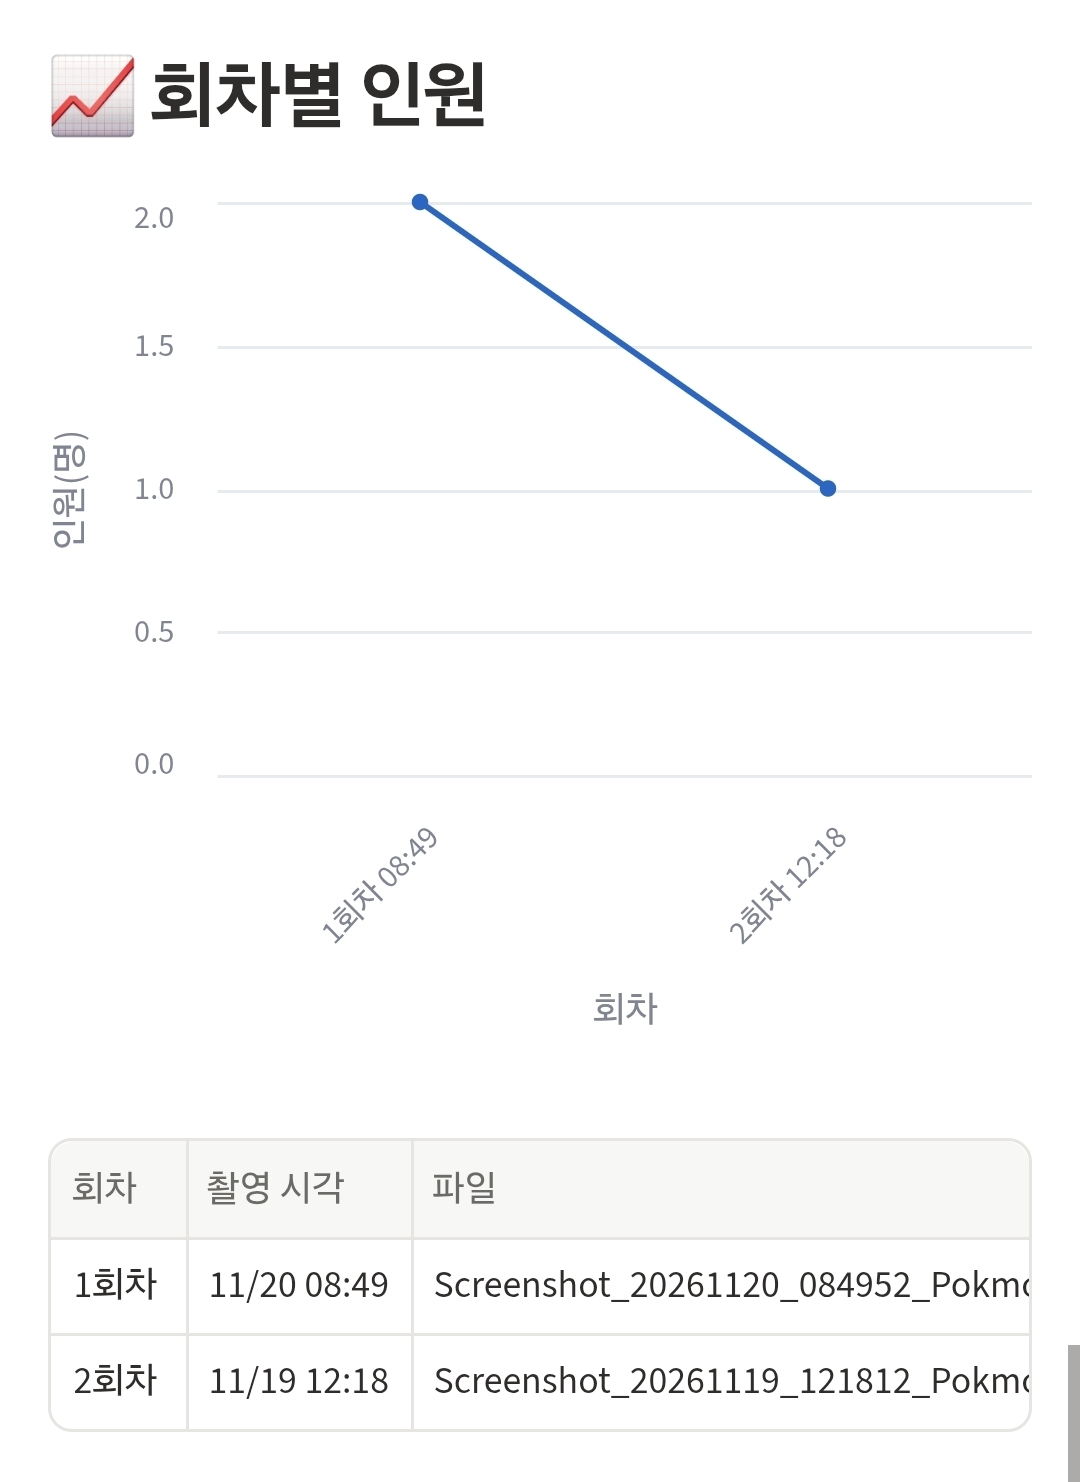 회차별 인원
2.0
1.5
1.0
0.5
0.0
인원(명)
1회차 08:49
2회차 12:18
회차
회차 촬영 시각 파일
1회차 11/20 08:49 Screenshot_20261120_084952_Pokm
2회차 11/19 12:18 Screenshot_20261119_121812_Pokm